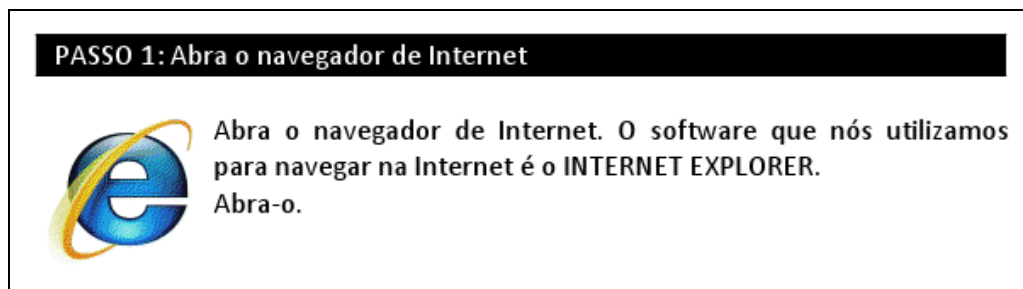 PASSO 1: Abra o navegador de Internet
Abra o navegador de Internet. O software que nós utilizamos
para navegar na Internet é o INTERNET EXPLORER.
Abra-o.